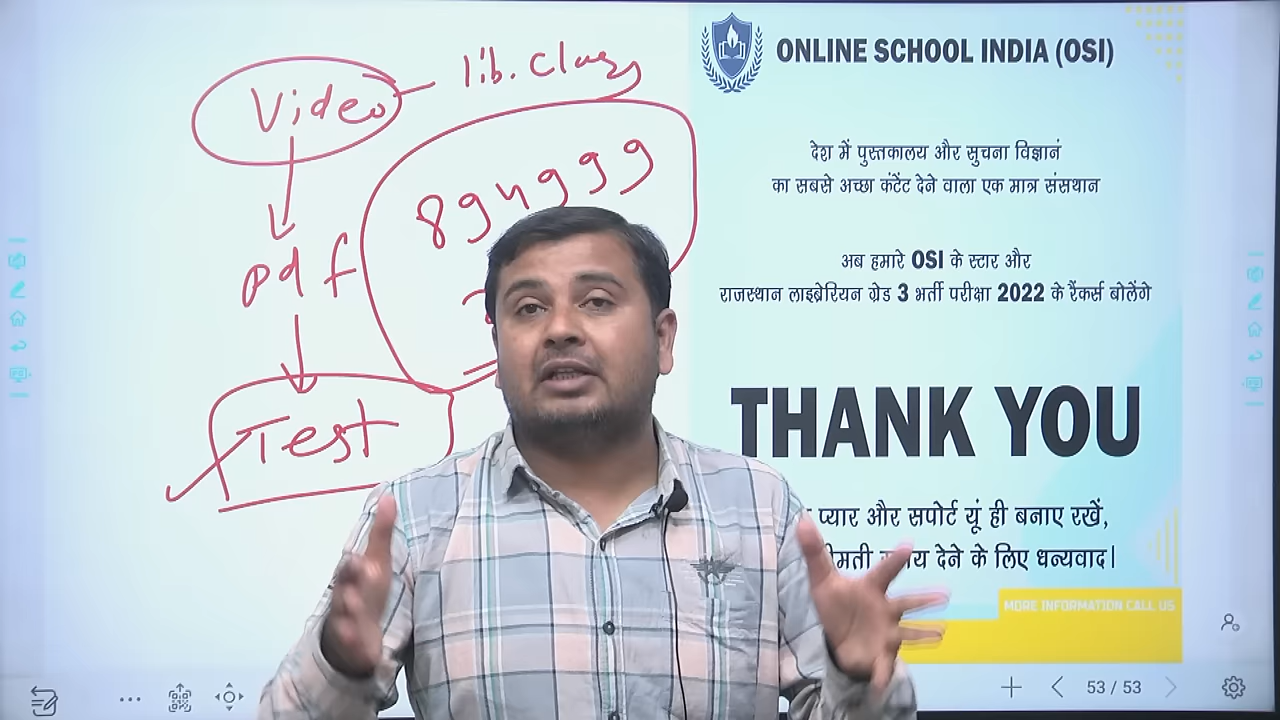 Video - lib. Class
pdf
Test
ONLINE SCHOOL INDIA (OSI)
देश में पुस्तकालय और सुचना विज्ञानं
का सबसे अच्छा कंटेंट देने वाला एक मात्र संसथान
अब हमारे OSI के स्टार और
राजस्थान लाइब्रेरियन ग्रेड 3 भर्ती परीक्षा 2022 के रैंकर्स बोलेंगे
THANK YOU
प्यार और सपोर्ट यूं ही बनाए रखें,
देने के लिए धन्यवाद|
MORE INFORMATION CALL US
53 / 53